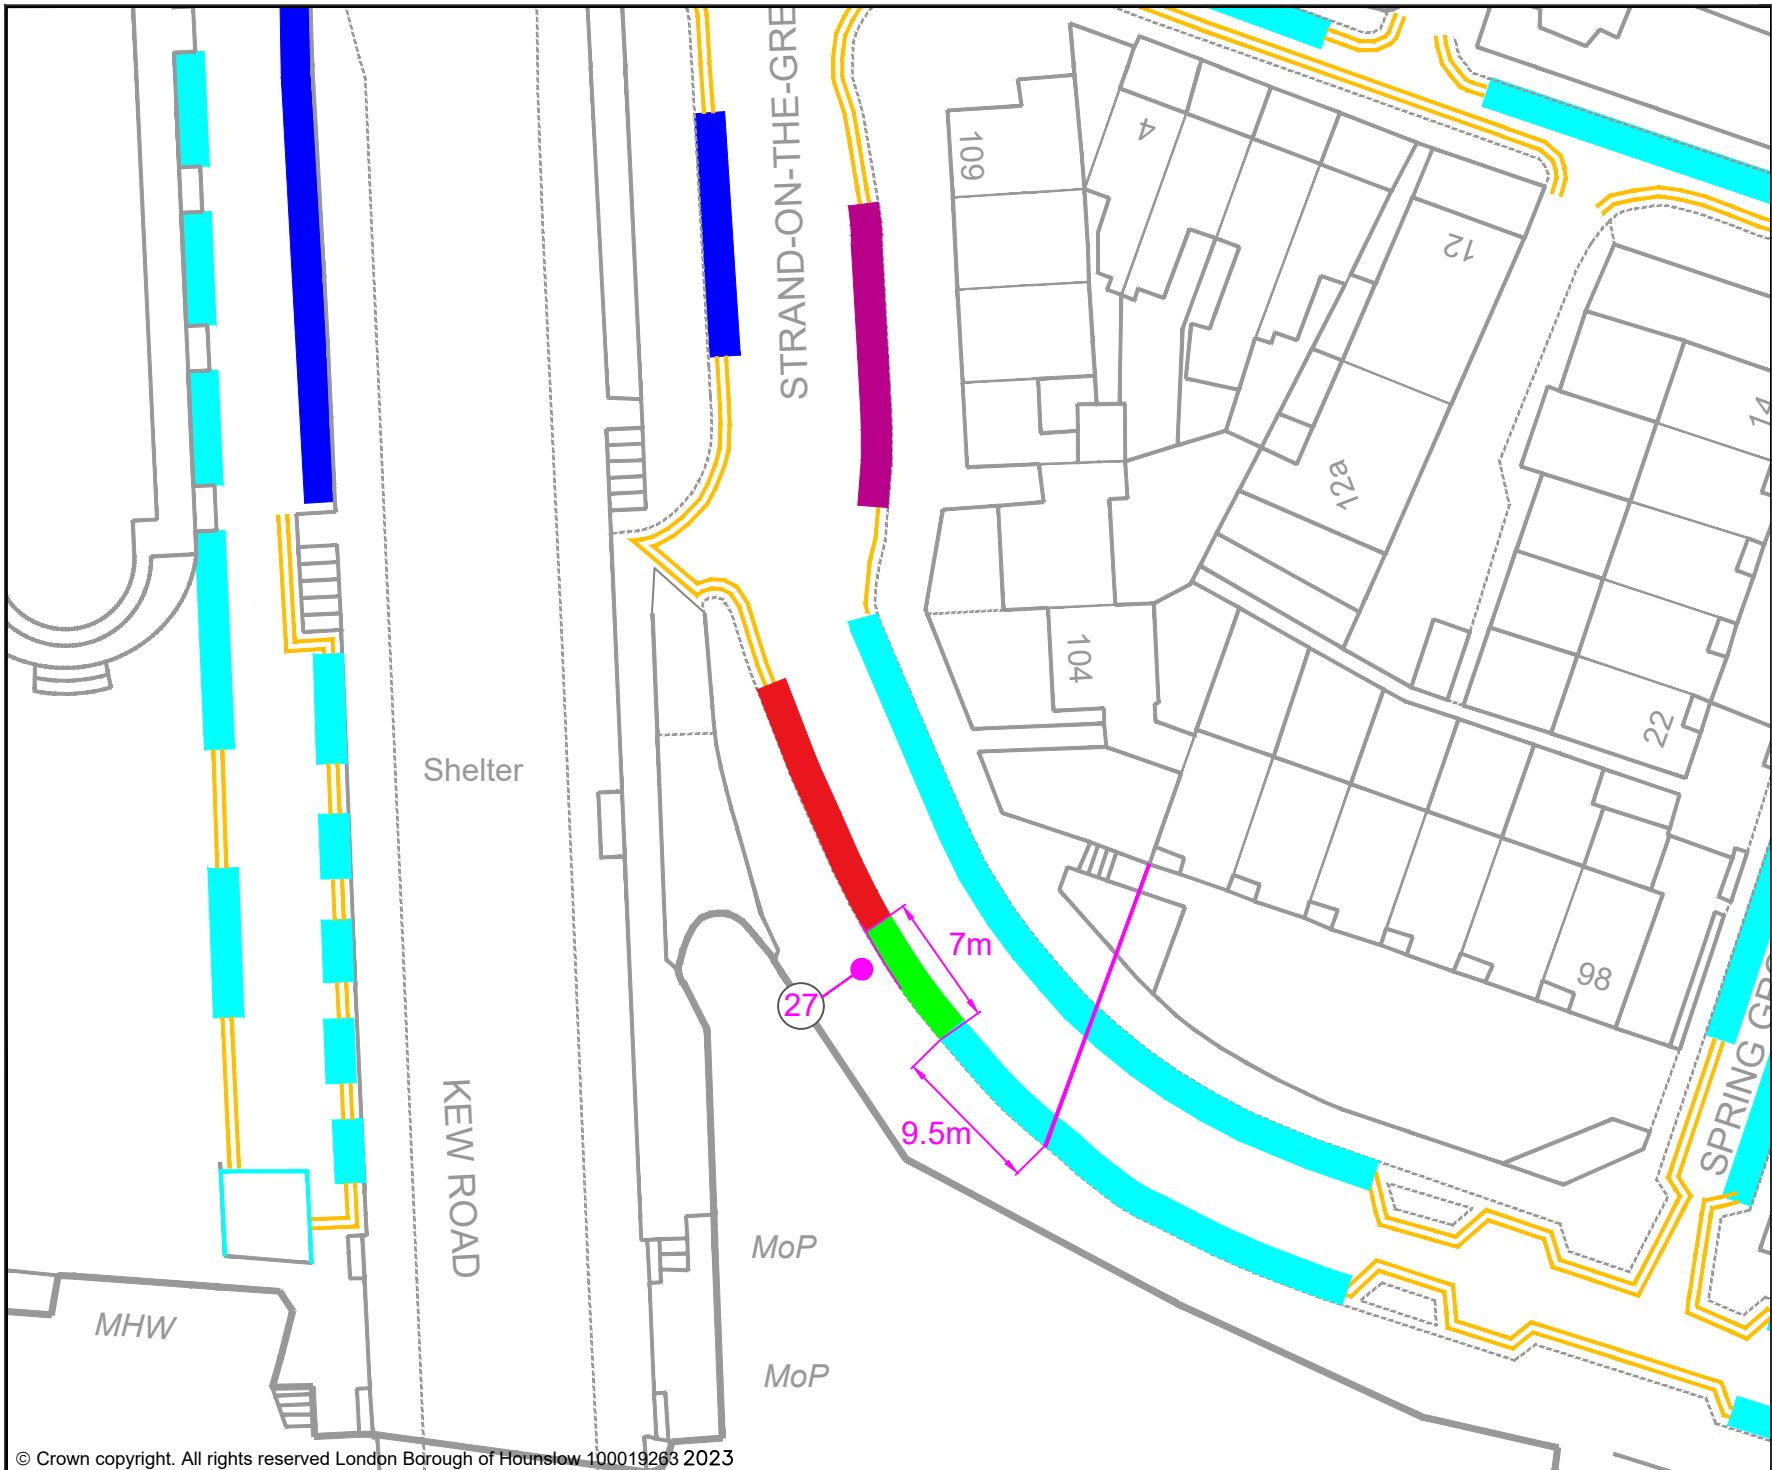 STRAND-ON-THE-GRE
109
4
12
14
12a
104
22
Shelter
7m
27
98
SPRING GRO
9.5m
KEW ROAD
MoP
MHW
MoP
© Crown copyright. All rights reserved London Borough of Hounslow 100019263 2023